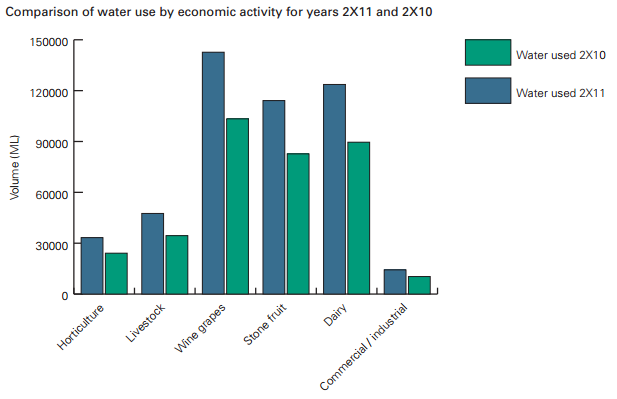 Comparison of water use by economic activity for years 2X11 and 2X10
Water used 2X10
Water used 2X11
Volume (ML)
150000
120000
90000
60000
30000
0
Horticulture
Livestock
Wine grapes
Stone fruit
Dairy
Commercial / industrial